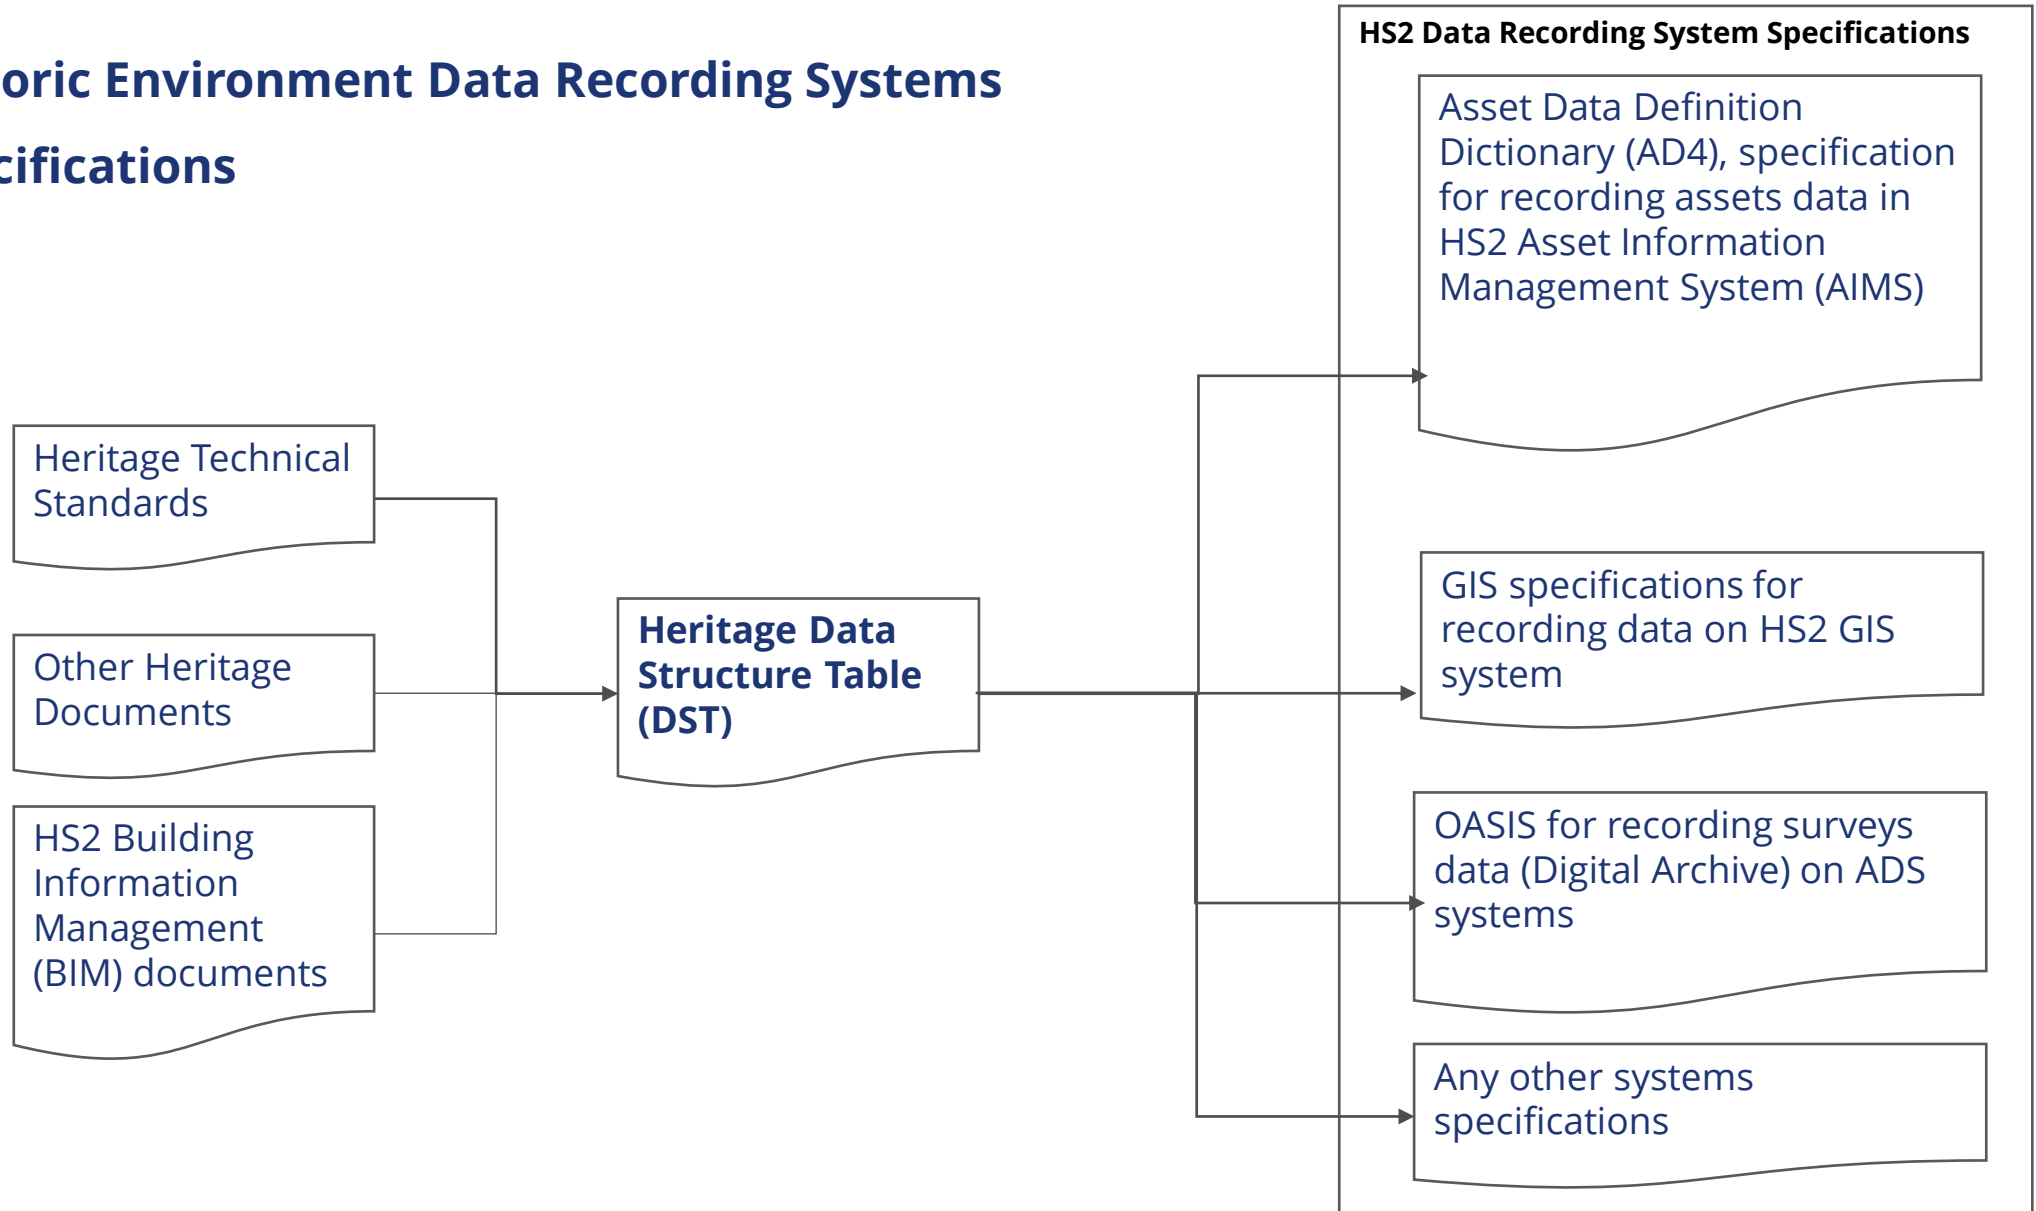 oric Environment Data Recording Systems
cifications
Heritage Technical
Standards
Other Heritage
Documents
HS2 Building
Information
Management
(BIM) documents
Heritage Data
Structure Table
(DST)
HS2 Data Recording System Specifications
Asset Data Definition
Dictionary (AD4), specification
for recording assets data in
HS2 Asset Information
Management System (AIMS)
GIS specifications for
recording data on HS2 GIS
system
OASIS for recording surveys
data (Digital Archive) on ADS
systems
Any other systems
specifications